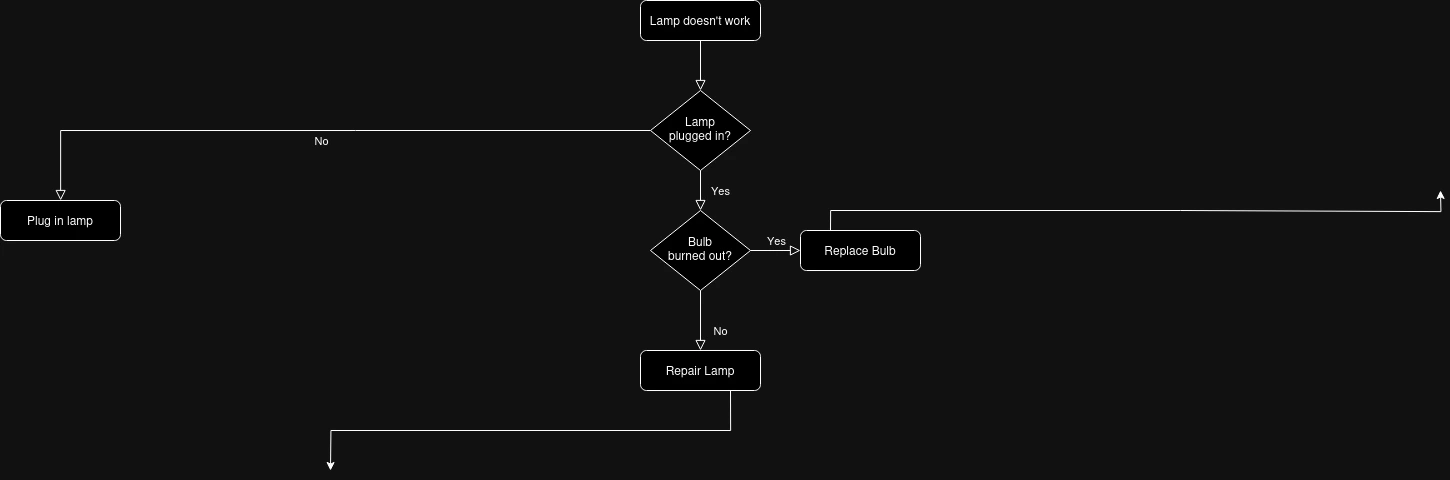 Lamp doesn't work
Lamp
plugged in?
No
Yes
Plug in lamp
Bulb
burned out?
Yes
Replace Bulb
No
Repair Lamp